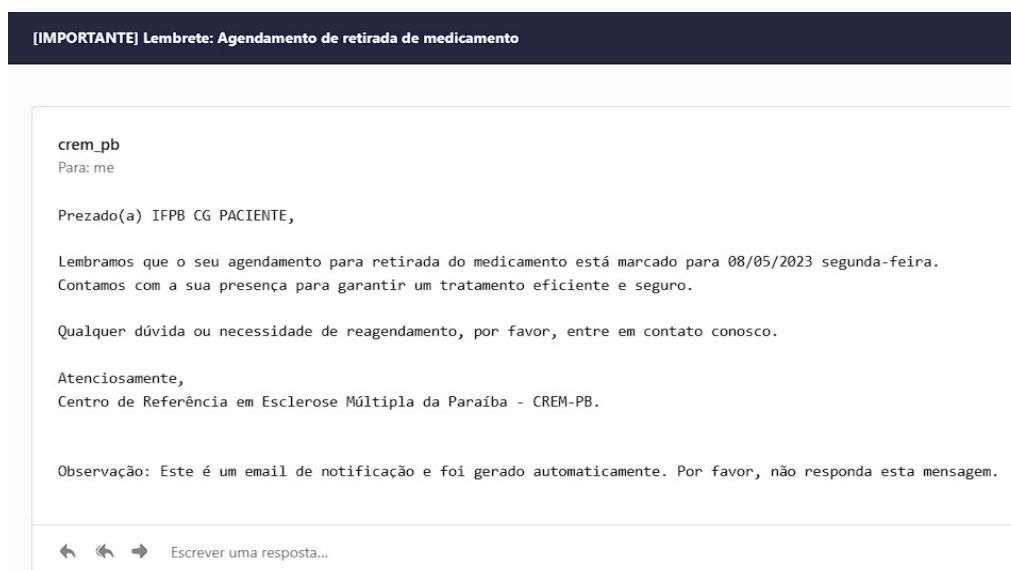 [IMPORTANTE] Lembrete: Agendamento de retirada de medicamento
crem_pb
Para: me
Prezado(a) IFPB CG PACIENTE,
Lembramos que o seu agendamento para retirada do medicamento está marcado para 08/05/2023 segunda-feira.
Contamos com a sua presença para garantir um tratamento eficiente e seguro.
Qualquer dúvida ou necessidade de reagendamento, por favor, entre em contato conosco.
Atenciosamente,
Centro de Referência em Esclerose Múltipla da Paraíba - CREM-PB.
Observação: Este é um email de notificação e foi gerado automaticamente. Por favor, não responda esta mensagem.
Escrever uma resposta...